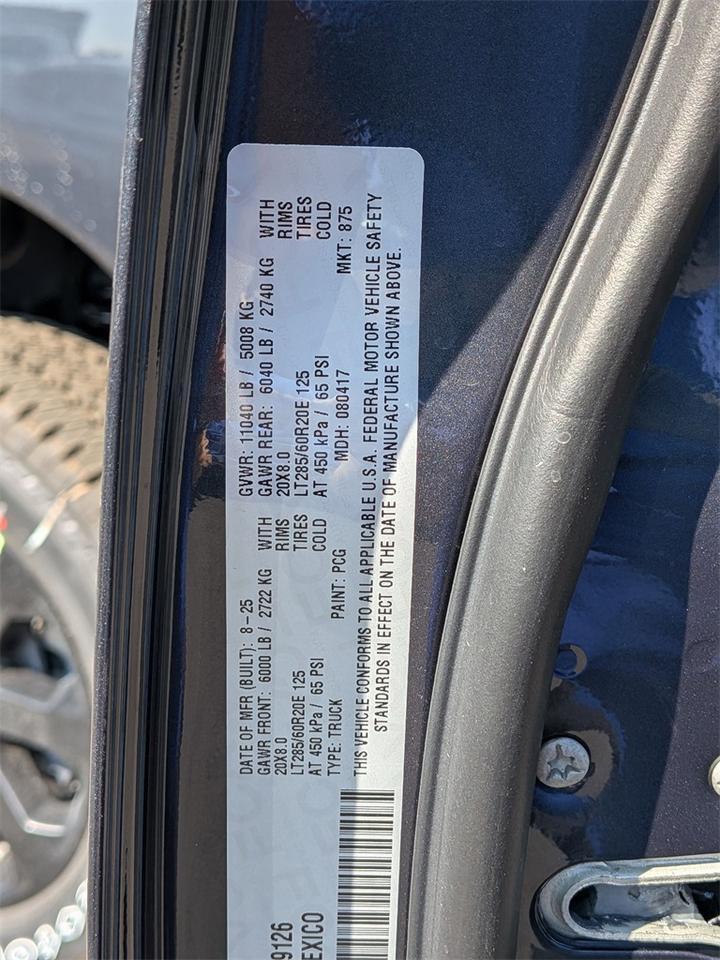 DATE OF MFR (BUILT): 8-25 GVWR: 11040 LB / 5008 KG
GAWR FRONT: 6000 LB / 2722 KG WITH GAWR REAR: 6040 LB / 2740 KG WITH
20X8.0 RIMS 20X8.0 RIMS
LT285/60R20E 125 TIRES LT285/60R20E 125 TIRES
AT 450 kPa / 65 PSI COLD AT 450 kPa / 65 PSI COLD
TYPE: TRUCK PAINT: PCG MDH: 080417 MKT: 875
THIS VEHICLE CONFORMS TO ALL APPLICABLE U.S.A. FEDERAL MOTOR VEHICLE SAFETY
STANDARDS IN EFFECT ON THE DATE OF MANUFACTURE SHOWN ABOVE.
9126
EXICO